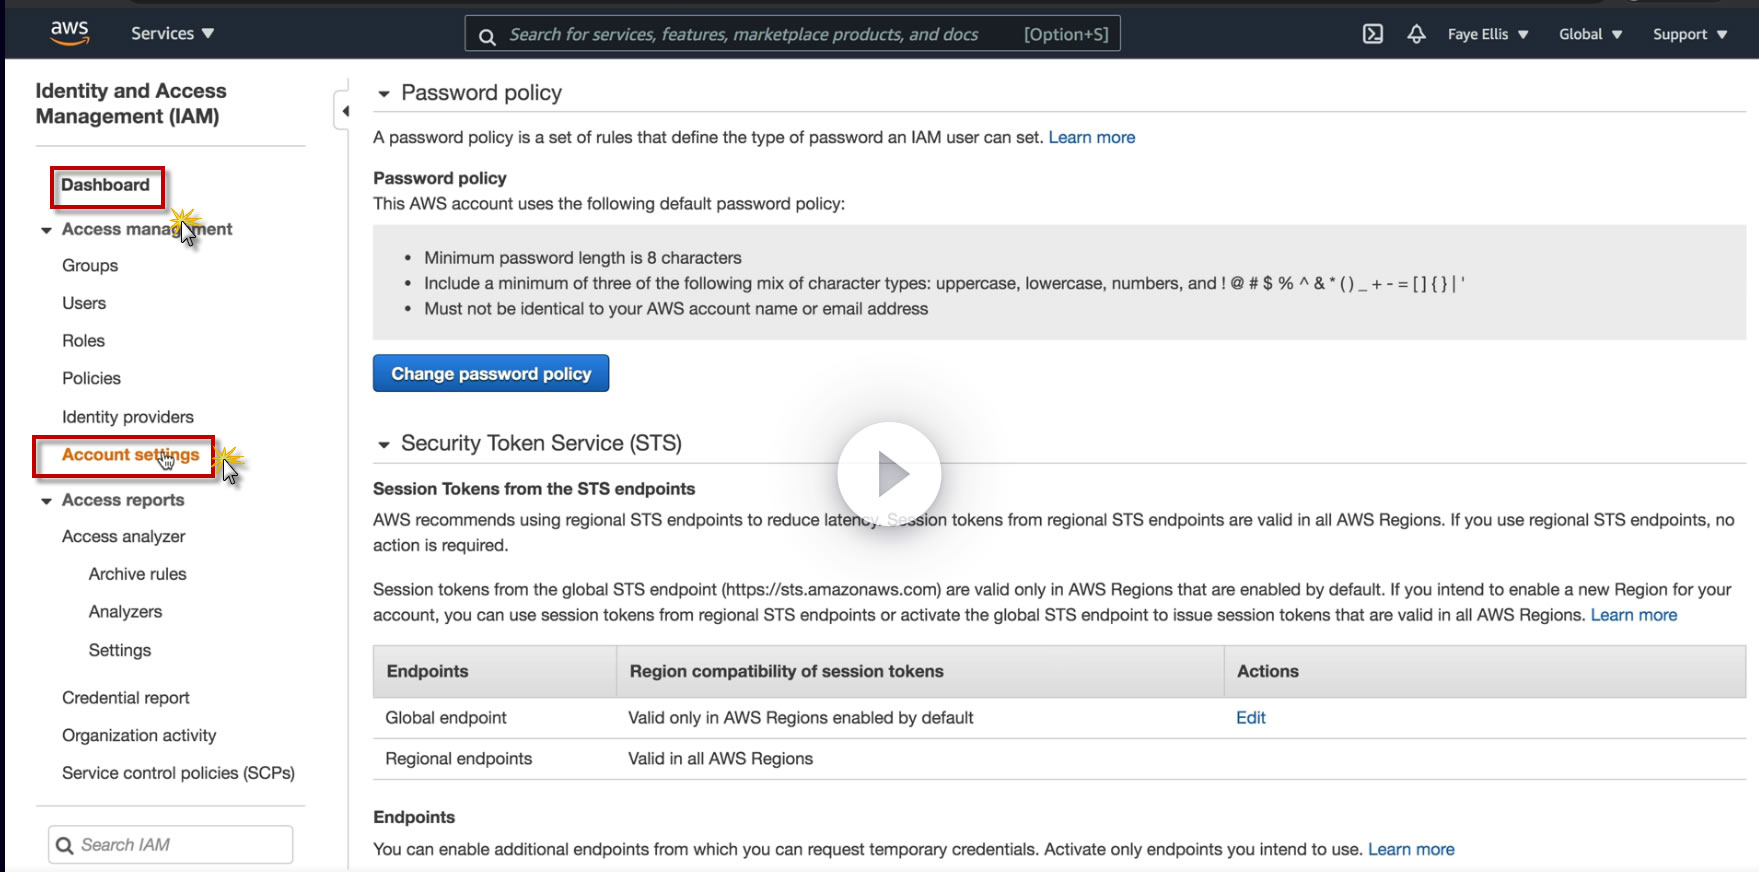 aws
Services ▼
Search for services, features, marketplace products, and docs [Option+S]
Faye Ellis ▼
Global ▼
Support ▼
Identity and Access
Management (IAM)
Dashboard
Access management
Groups
Users
Roles
Policies
Identity providers
Account settings
Access reports
Access analyzer
Archive rules
Analyzers
Settings
Credential report
Organization activity
Service control policies (SCPs)
Search IAM
Password policy
A password policy is a set of rules that define the type of password an IAM user can set. Learn more
Password policy
This AWS account uses the following default password policy:
• Minimum password length is 8 characters
• Include a minimum of three of the following mix of character types: uppercase, lowercase, numbers, and ! @ # $ % ^ & * ( ) _ + - = [ ] { } | '
• Must not be identical to your AWS account name or email address
Change password policy
Security Token Service (STS)
Session Tokens from the STS endpoints
AWS recommends using regional STS endpoints to reduce latency. Session tokens from regional STS endpoints are valid in all AWS Regions. If you use regional STS endpoints, no
action is required.
Session tokens from the global STS endpoint (https://sts.amazonaws.com) are valid only in AWS Regions that are enabled by default. If you intend to enable a new Region for your
account, you can use session tokens from regional STS endpoints or activate the global STS endpoint to issue session tokens that are valid in all AWS Regions. Learn more
Endpoints Region compatibility of session tokens Actions
Global endpoint Valid only in AWS Regions enabled by default Edit
Regional endpoints Valid in all AWS Regions
Endpoints
You can enable additional endpoints from which you can request temporary credentials. Activate only endpoints you intend to use. Learn more